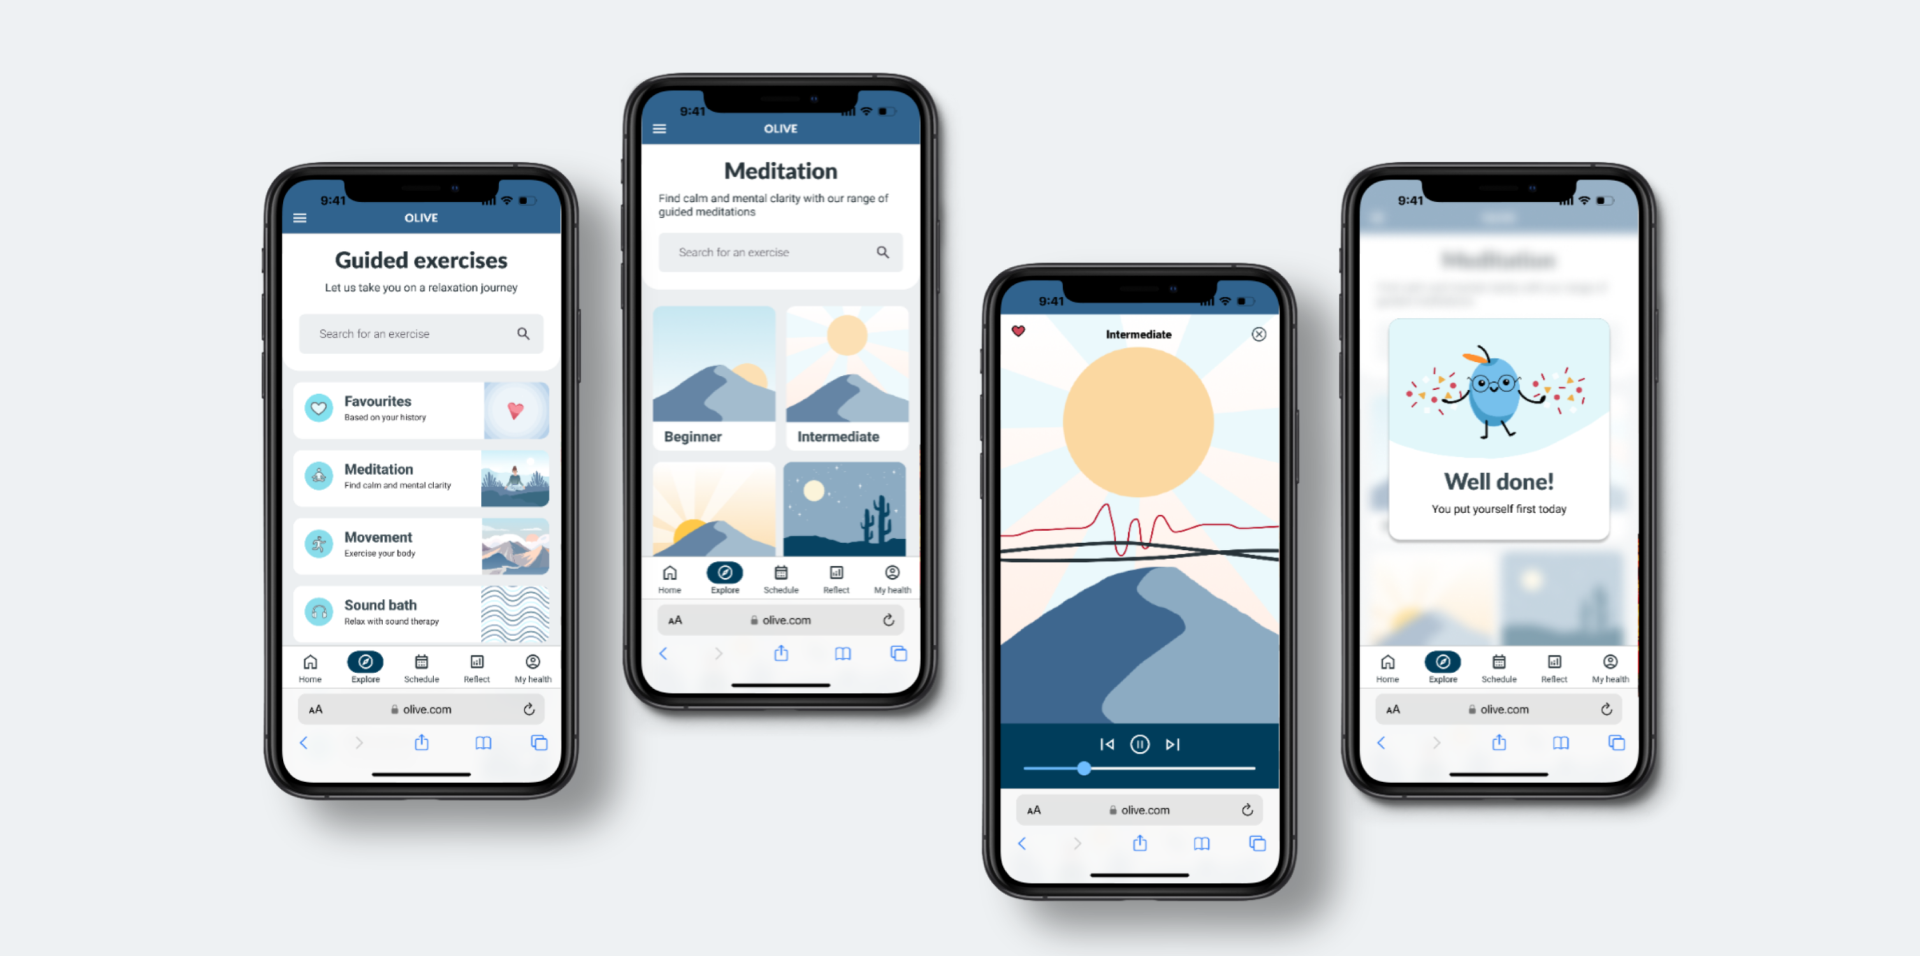 9:41
OLIVE
Guided exercises
Let us take you on a relaxation journey
Search for an exercise
Favourites
Based on your history
Meditation
Find calm and mental clarity
Movement
Exercise your body
Sound bath
Relax with sound therapy
Home
Explore
Schedule
Reflect
My health
AA
olive.com
9:41
OLIVE
Meditation
Find calm and mental clarity with our range of
guided meditations
Search for an exercise
Beginner
Intermediate
Home
Explore
Schedule
Reflect
My health
AA
olive.com
9:41
Intermediate
AA
olive.com
9:41
Meditation
Well done!
You put yourself first today
Home
Explore
Schedule
Reflect
My health
AA
olive.com